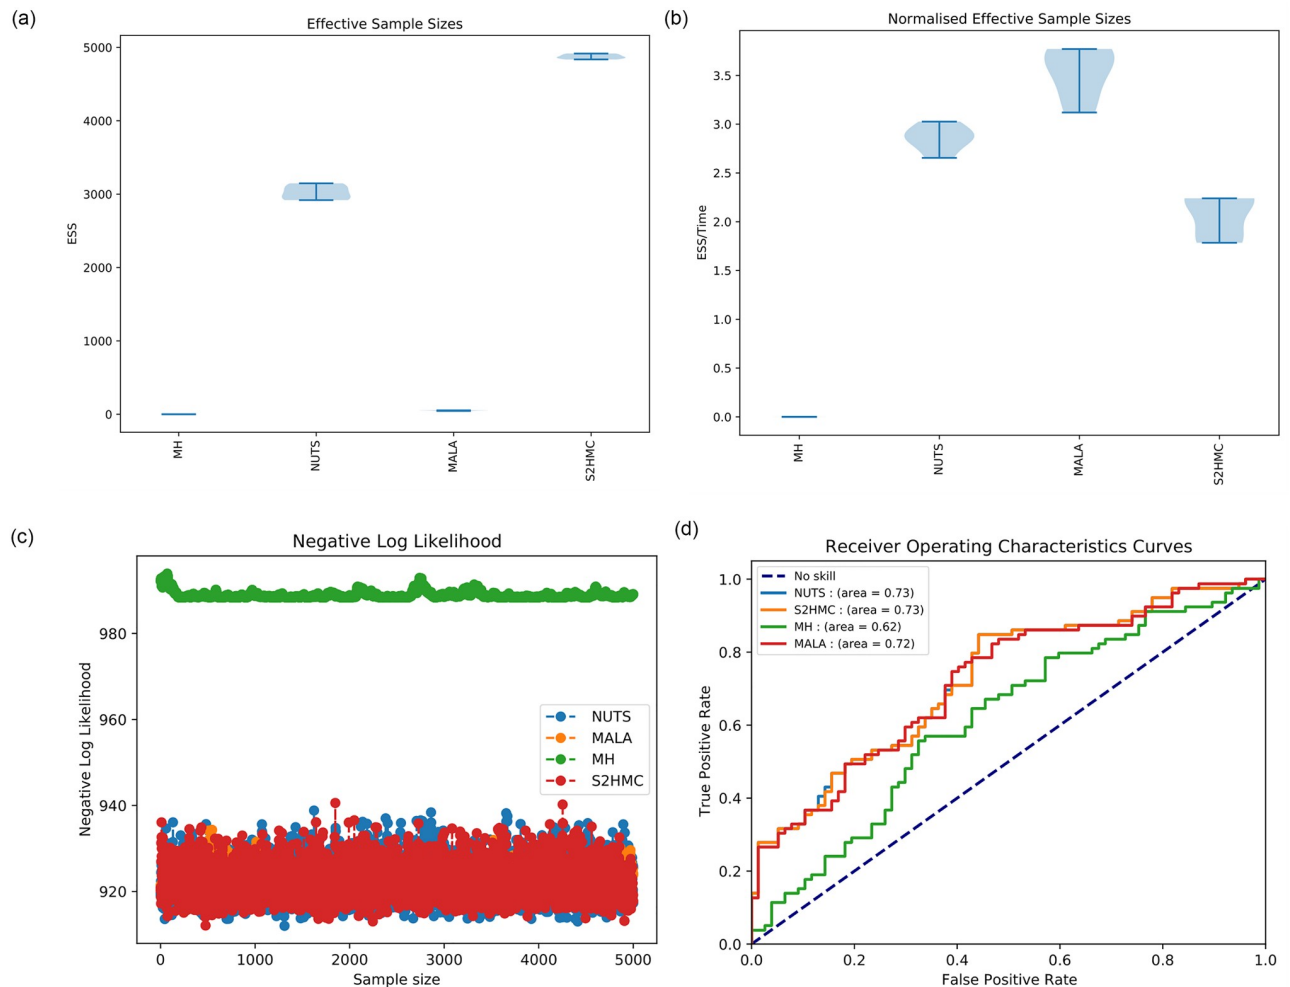 (a)
Effective Sample Sizes
5000
4000
3000
2000
1000
0
ESS
MH
NUTS
MALA
S2HMC
(b)
Normalised Effective Sample Sizes
3.5
3.0
2.5
2.0
1.5
1.0
0.5
0.0
ESS/Time
MH
NUTS
MALA
S2HMC
(c)
Negative Log Likelihood
980
960
940
920
Negative Log Likelihood
NUTS
MALA
MH
S2HMC
0 1000 2000 3000 4000 5000
Sample size
(d)
Receiver Operating Characteristics Curves
No skill
NUTS : (area = 0.73)
S2HMC : (area = 0.73)
MH : (area = 0.62)
MALA : (area = 0.72)
1.0
0.8
0.6
0.4
0.2
0.0
True Positive Rate
0.0 0.2 0.4 0.6 0.8 1.0
False Positive Rate